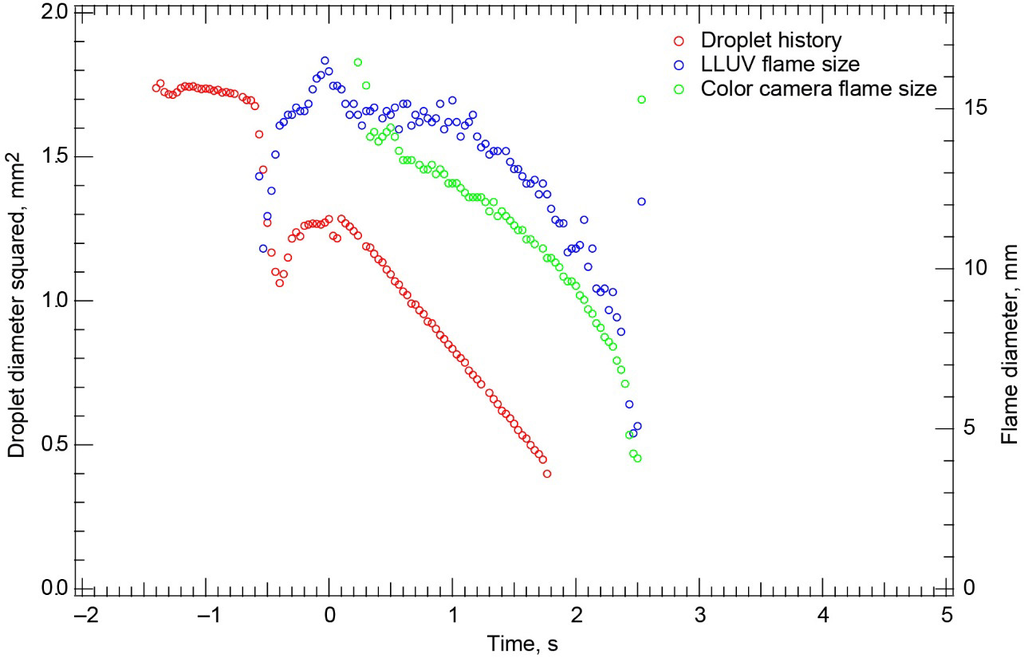 2.0
1.5
1.0
0.5
0.0
Droplet diameter squared, mm2
Droplet history
LLUV flame size
Color camera flame size
15
10
5
0
Flame diameter, mm
–2 –1 0 1 2 3 4 5
Time, s